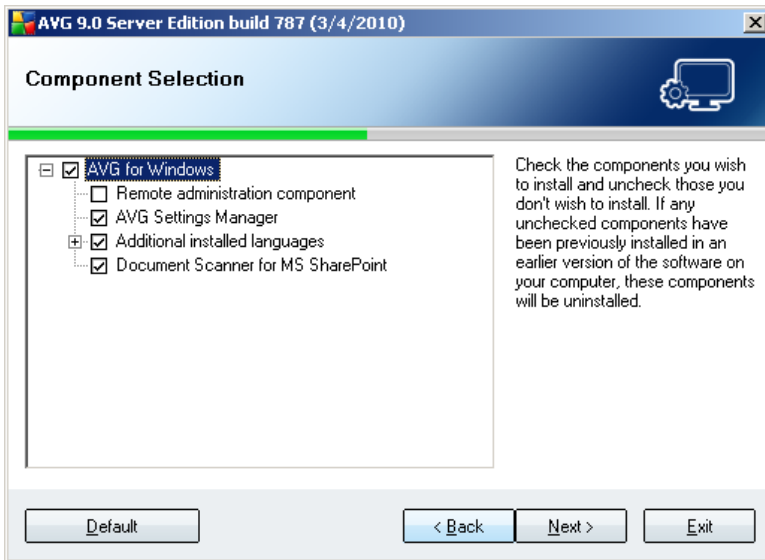 AVG 9.0 Server Edition build 787 (3/4/2010)
Component Selection
AVG for Windows
Remote administration component
AVG Settings Manager
Additional installed languages
Document Scanner for MS SharePoint
Check the components you wish
to install and uncheck those you
don't wish to install. If any
unchecked components have
been previously installed in an
earlier version of the software on
your computer, these components
will be uninstalled.
Default
< Back
Next >
Exit